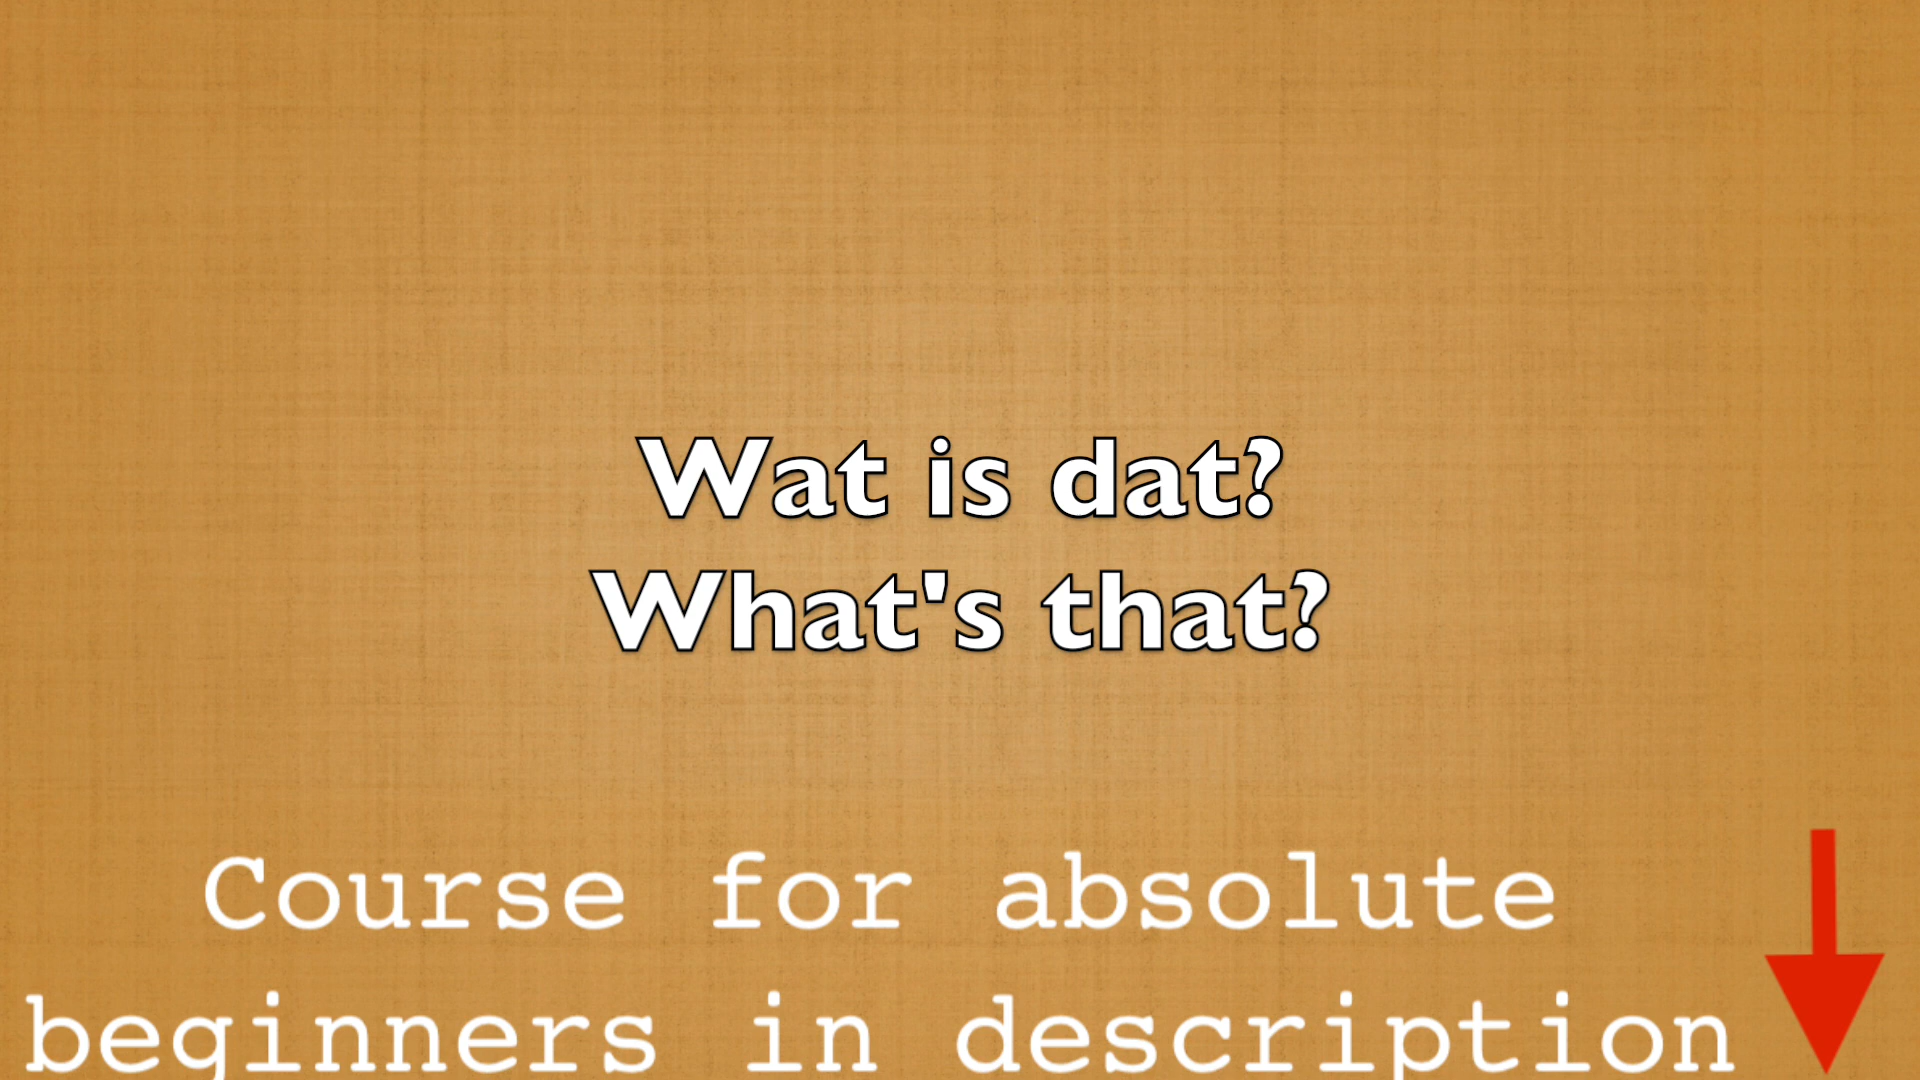 Wat is dat?
What's that?
Course for absolute
beginners in description